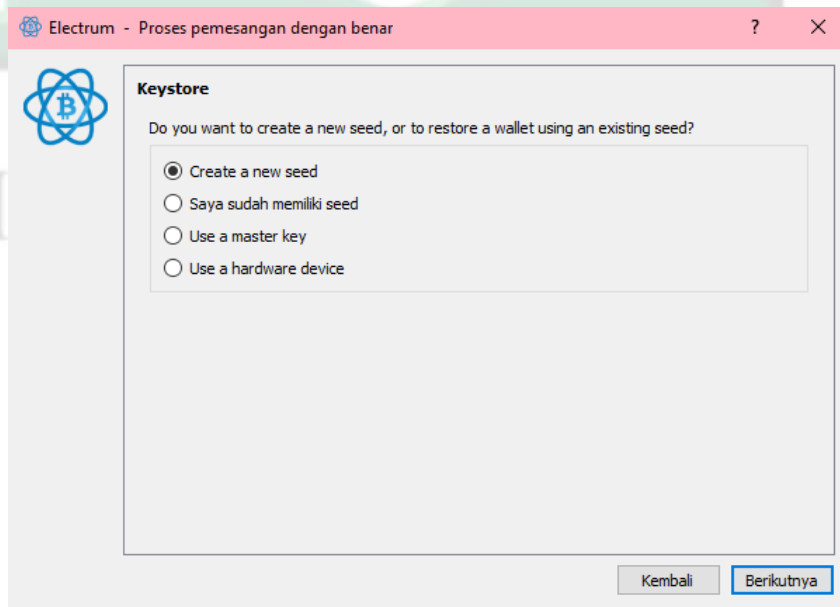 Electrum - Proses pemesangan dengan benar
Keystore
Do you want to create a new seed, or to restore a wallet using an existing seed?
Create a new seed
Saya sudah memiliki seed
Use a master key
Use a hardware device
Kembali Berikutnya